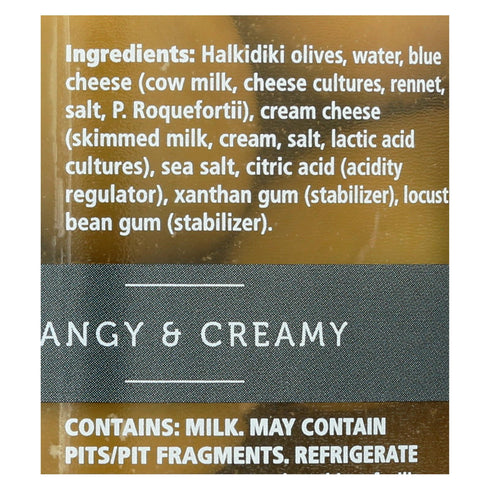 Ingredients: Halkidiki olives, water, blue
cheese (cow milk, cheese cultures, rennet,
salt, P. Roquefortii), cream cheese
(skimmed milk, cream, salt, lactic acid
cultures), sea salt, citric acid (acidity
regulator), xanthan gum (stabilizer), locust
bean gum (stabilizer).
ANGY & CREAMY
CONTAINS: MILK. MAY CONTAIN
PITS/PIT FRAGMENTS. REFRIGERATE